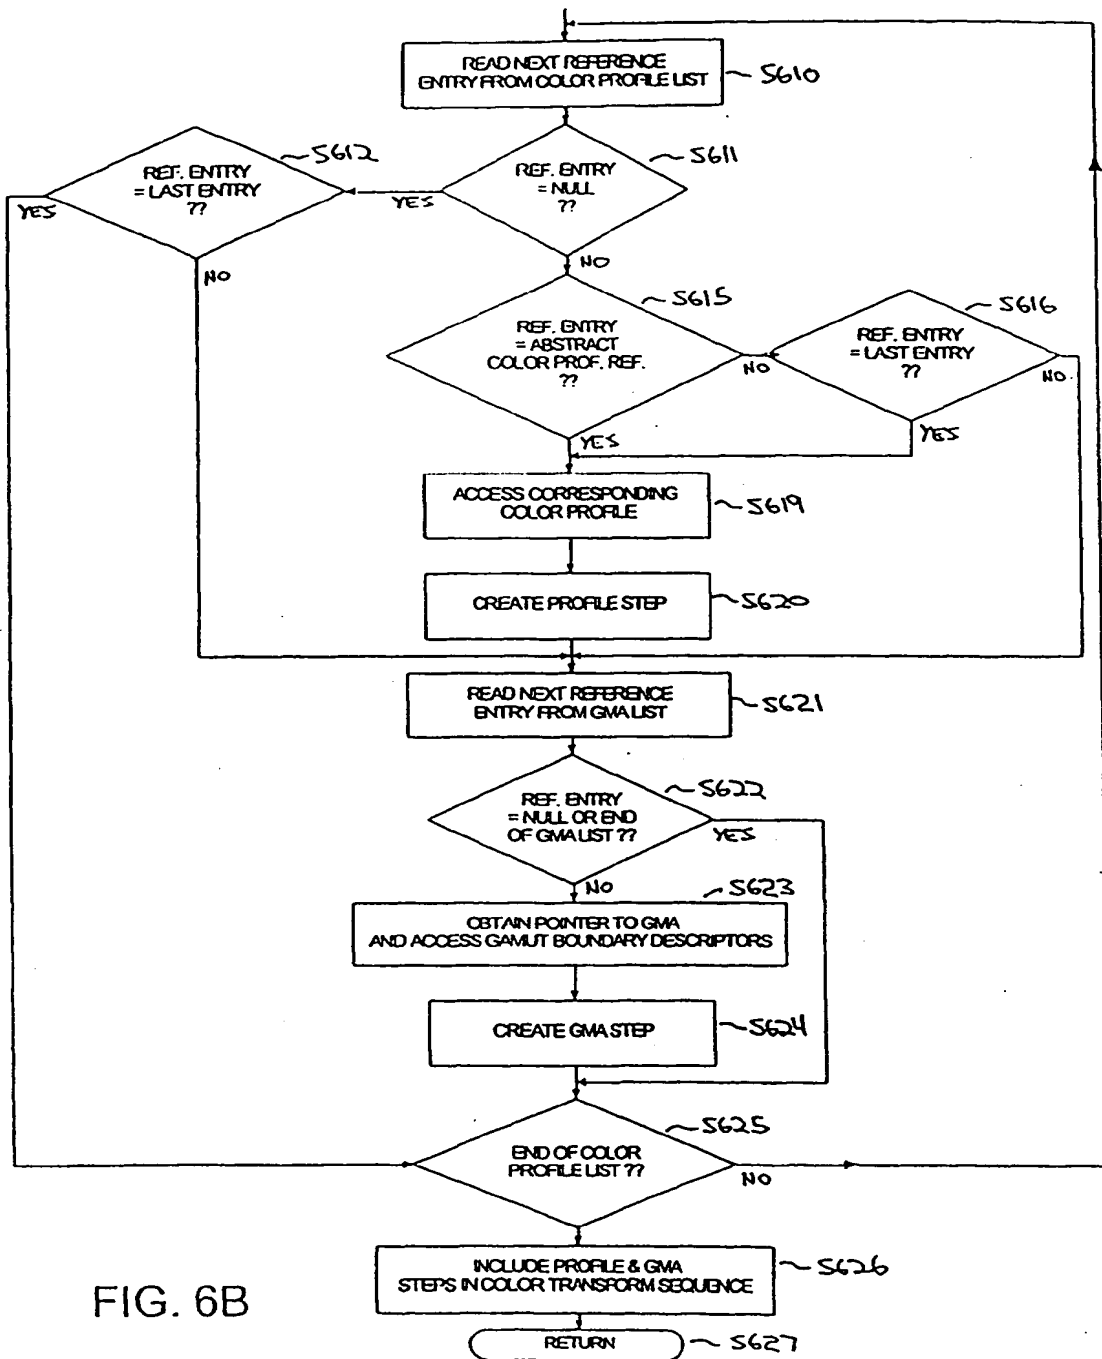 READ NEXT REFERENCE
ENTRY FROM COLOR PROFILE LIST
S610
REF. ENTRY
= NULL
??
S611
YES
NO
REF. ENTRY
= LAST ENTRY
??
S612
YES
NO
REF. ENTRY
= ABSTRACT
COLOR PROF. REF.
??
S615
NO
YES
REF. ENTRY
= LAST ENTRY
??
S616
NO
YES
ACCESS CORRESPONDING
COLOR PROFILE
S619
CREATE PROFILE STEP
S620
READ NEXT REFERENCE
ENTRY FROM GMA LIST
S621
REF. ENTRY
= NULL OR END
OF GMA LIST ??
S622
YES
NO
S623
OBTAIN POINTER TO GMA
AND ACCESS GAMUT BOUNDARY DESCRIPTORS
CREATE GMA STEP
S624
END OF COLOR
PROFILE LIST ??
S625
NO
INCLUDE PROFILE & GMA
STEPS IN COLOR TRANSFORM SEQUENCE
S626
RETURN
S627
FIG. 6B